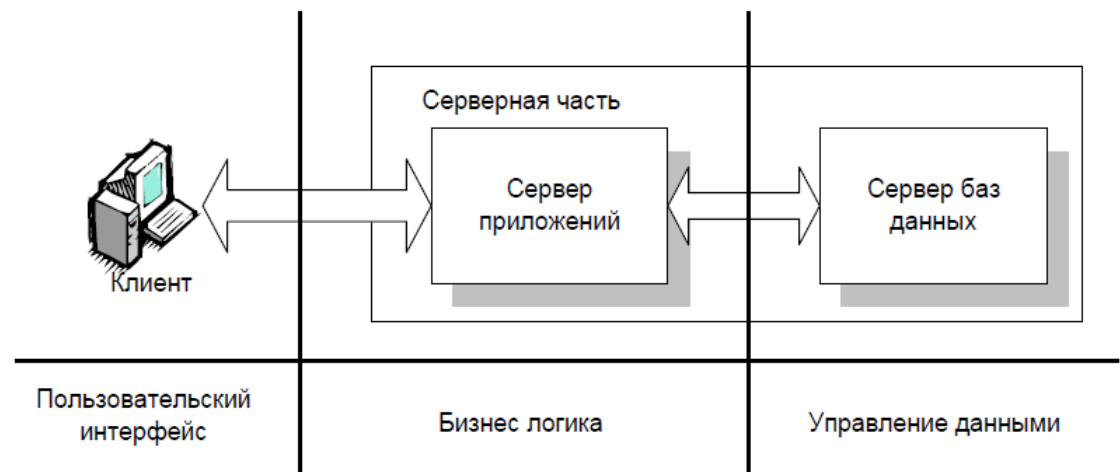 Серверная часть
Сервер
приложений
Сервер баз
данных
Клиент
Пользовательский
интерфейс
Бизнес логика
Управление данными